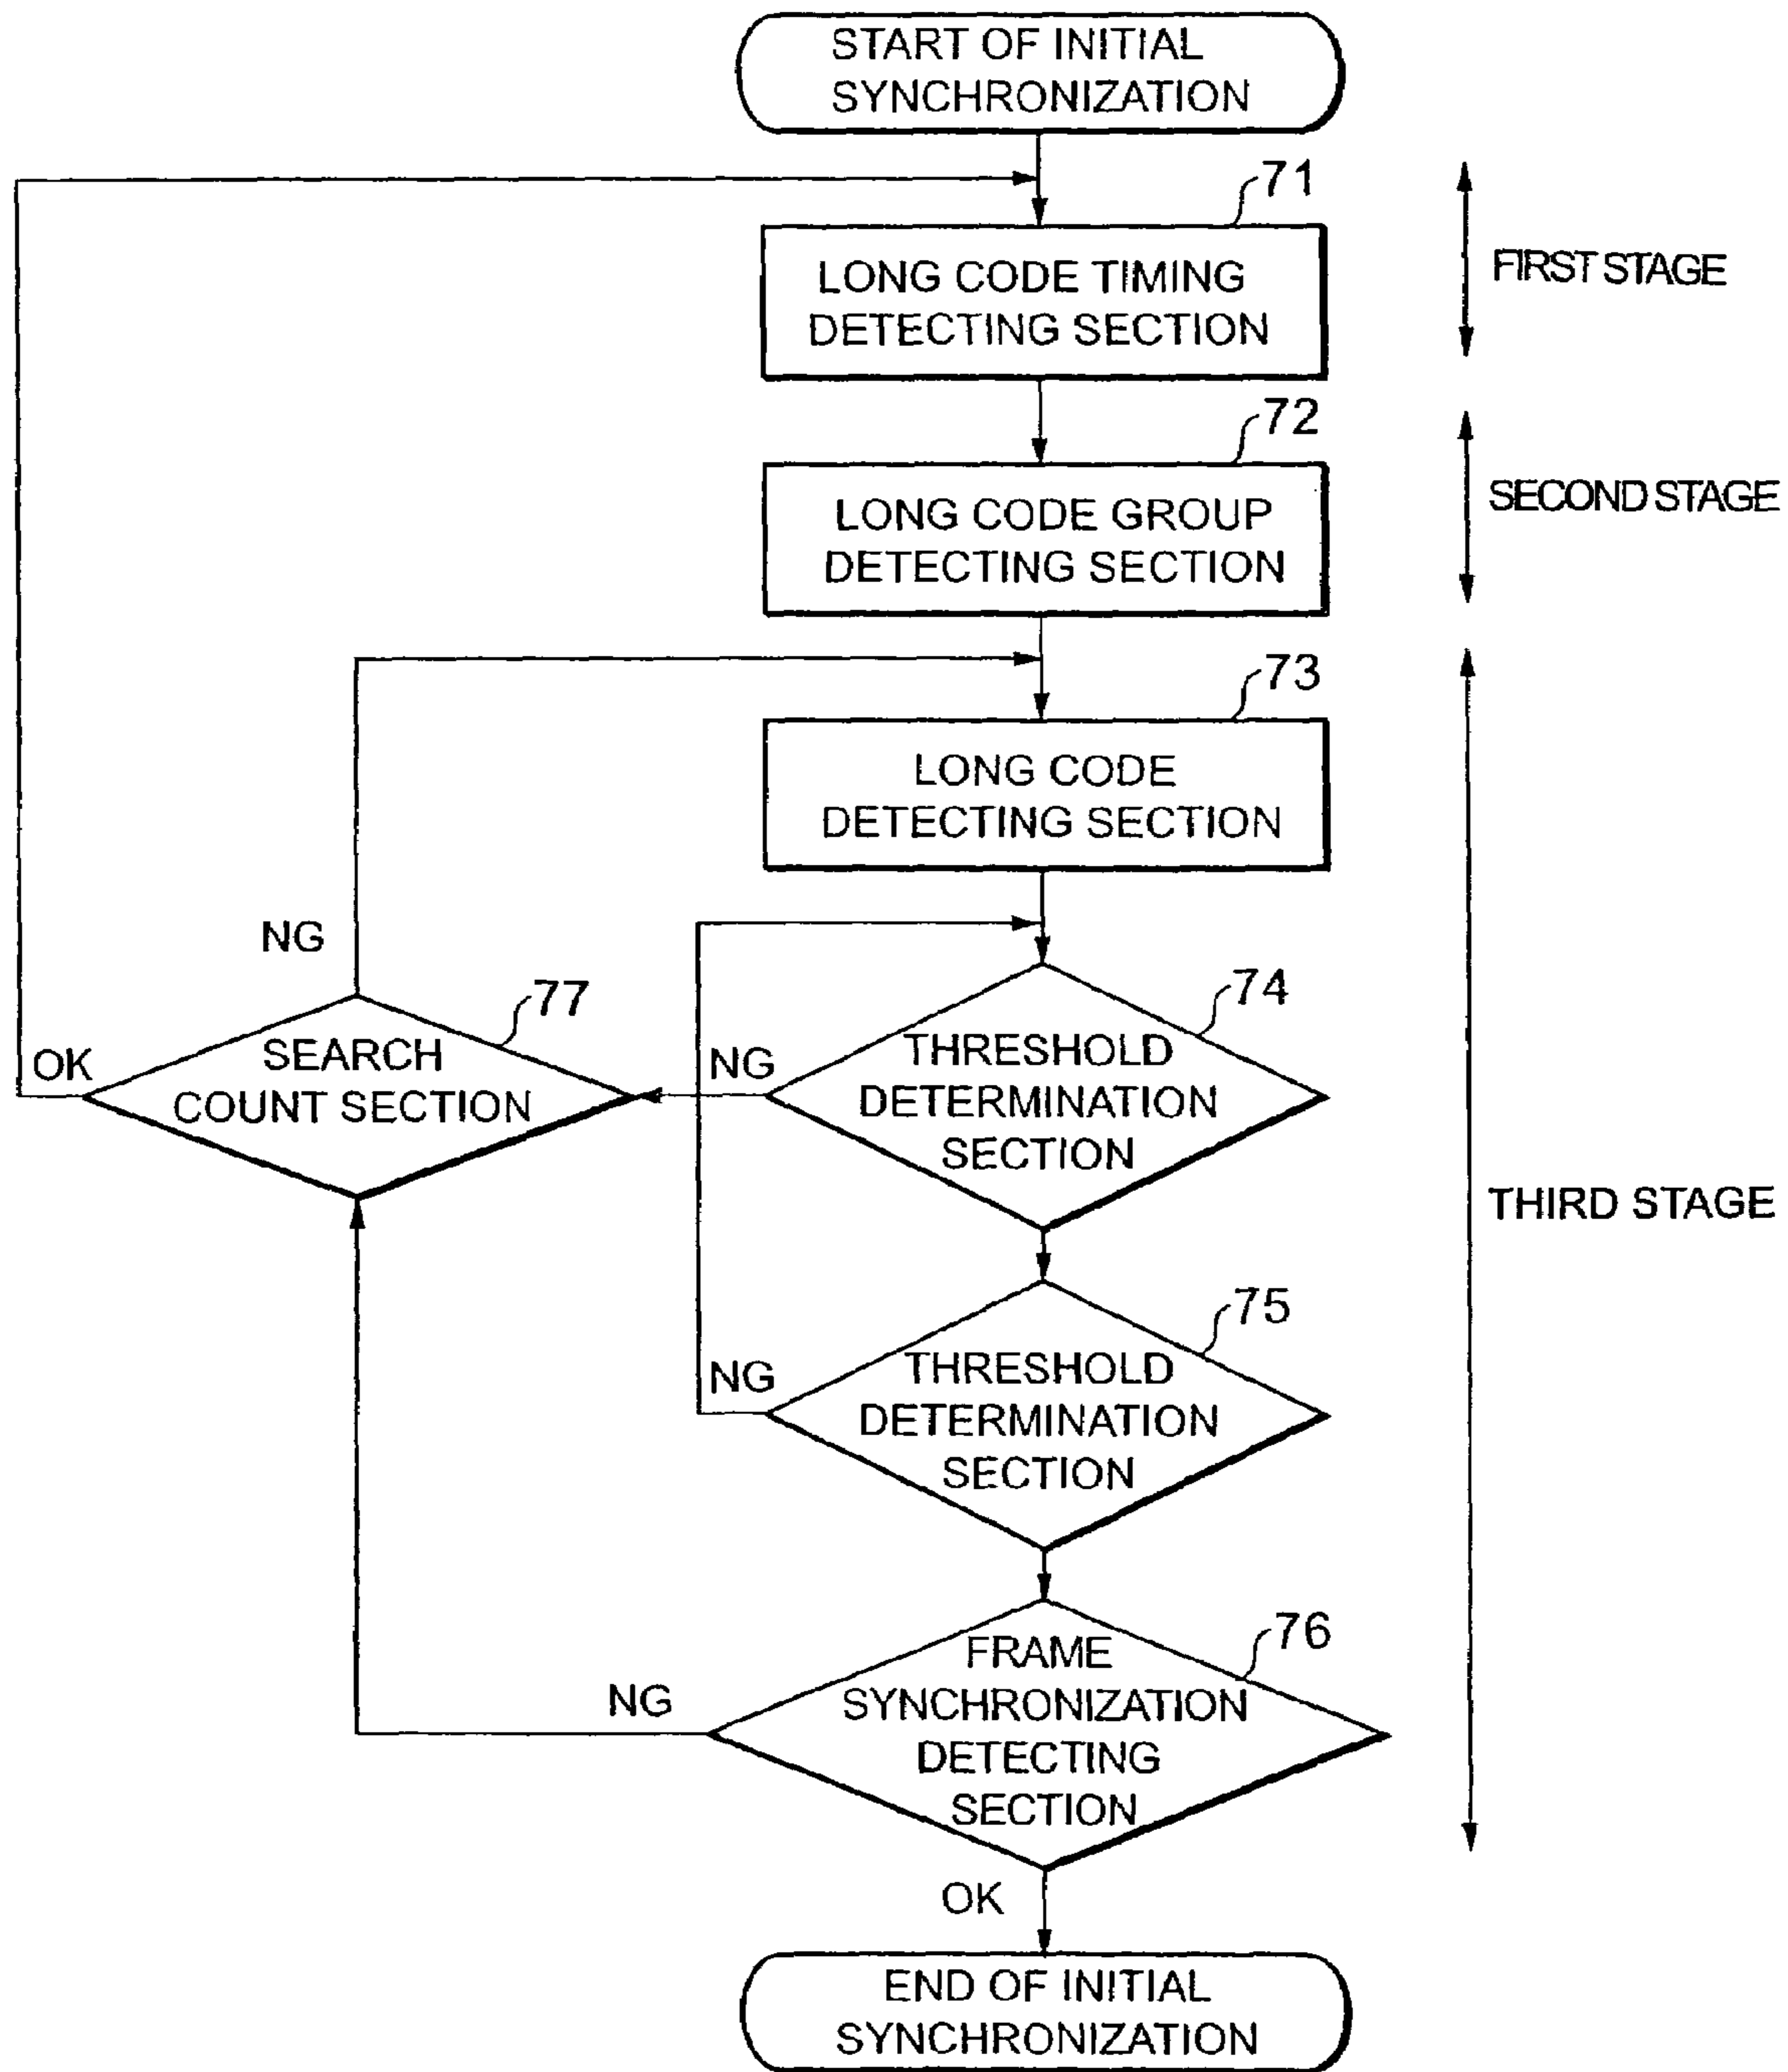 START OF INITIAL
SYNCHRONIZATION
71
LONG CODE TIMING
DETECTING SECTION
FIRST STAGE
72
LONG CODE GROUP
DETECTING SECTION
SECOND STAGE
73
LONG CODE
DETECTING SECTION
NG
77
SEARCH
COUNT SECTION
OK
NG
74
THRESHOLD
DETERMINATION
SECTION
THIRD STAGE
75
THRESHOLD
DETERMINATION
SECTION
NG
76
FRAME
SYNCHRONIZATION
DETECTING
SECTION
NG
OK
END OF INITIAL
SYNCHRONIZATION